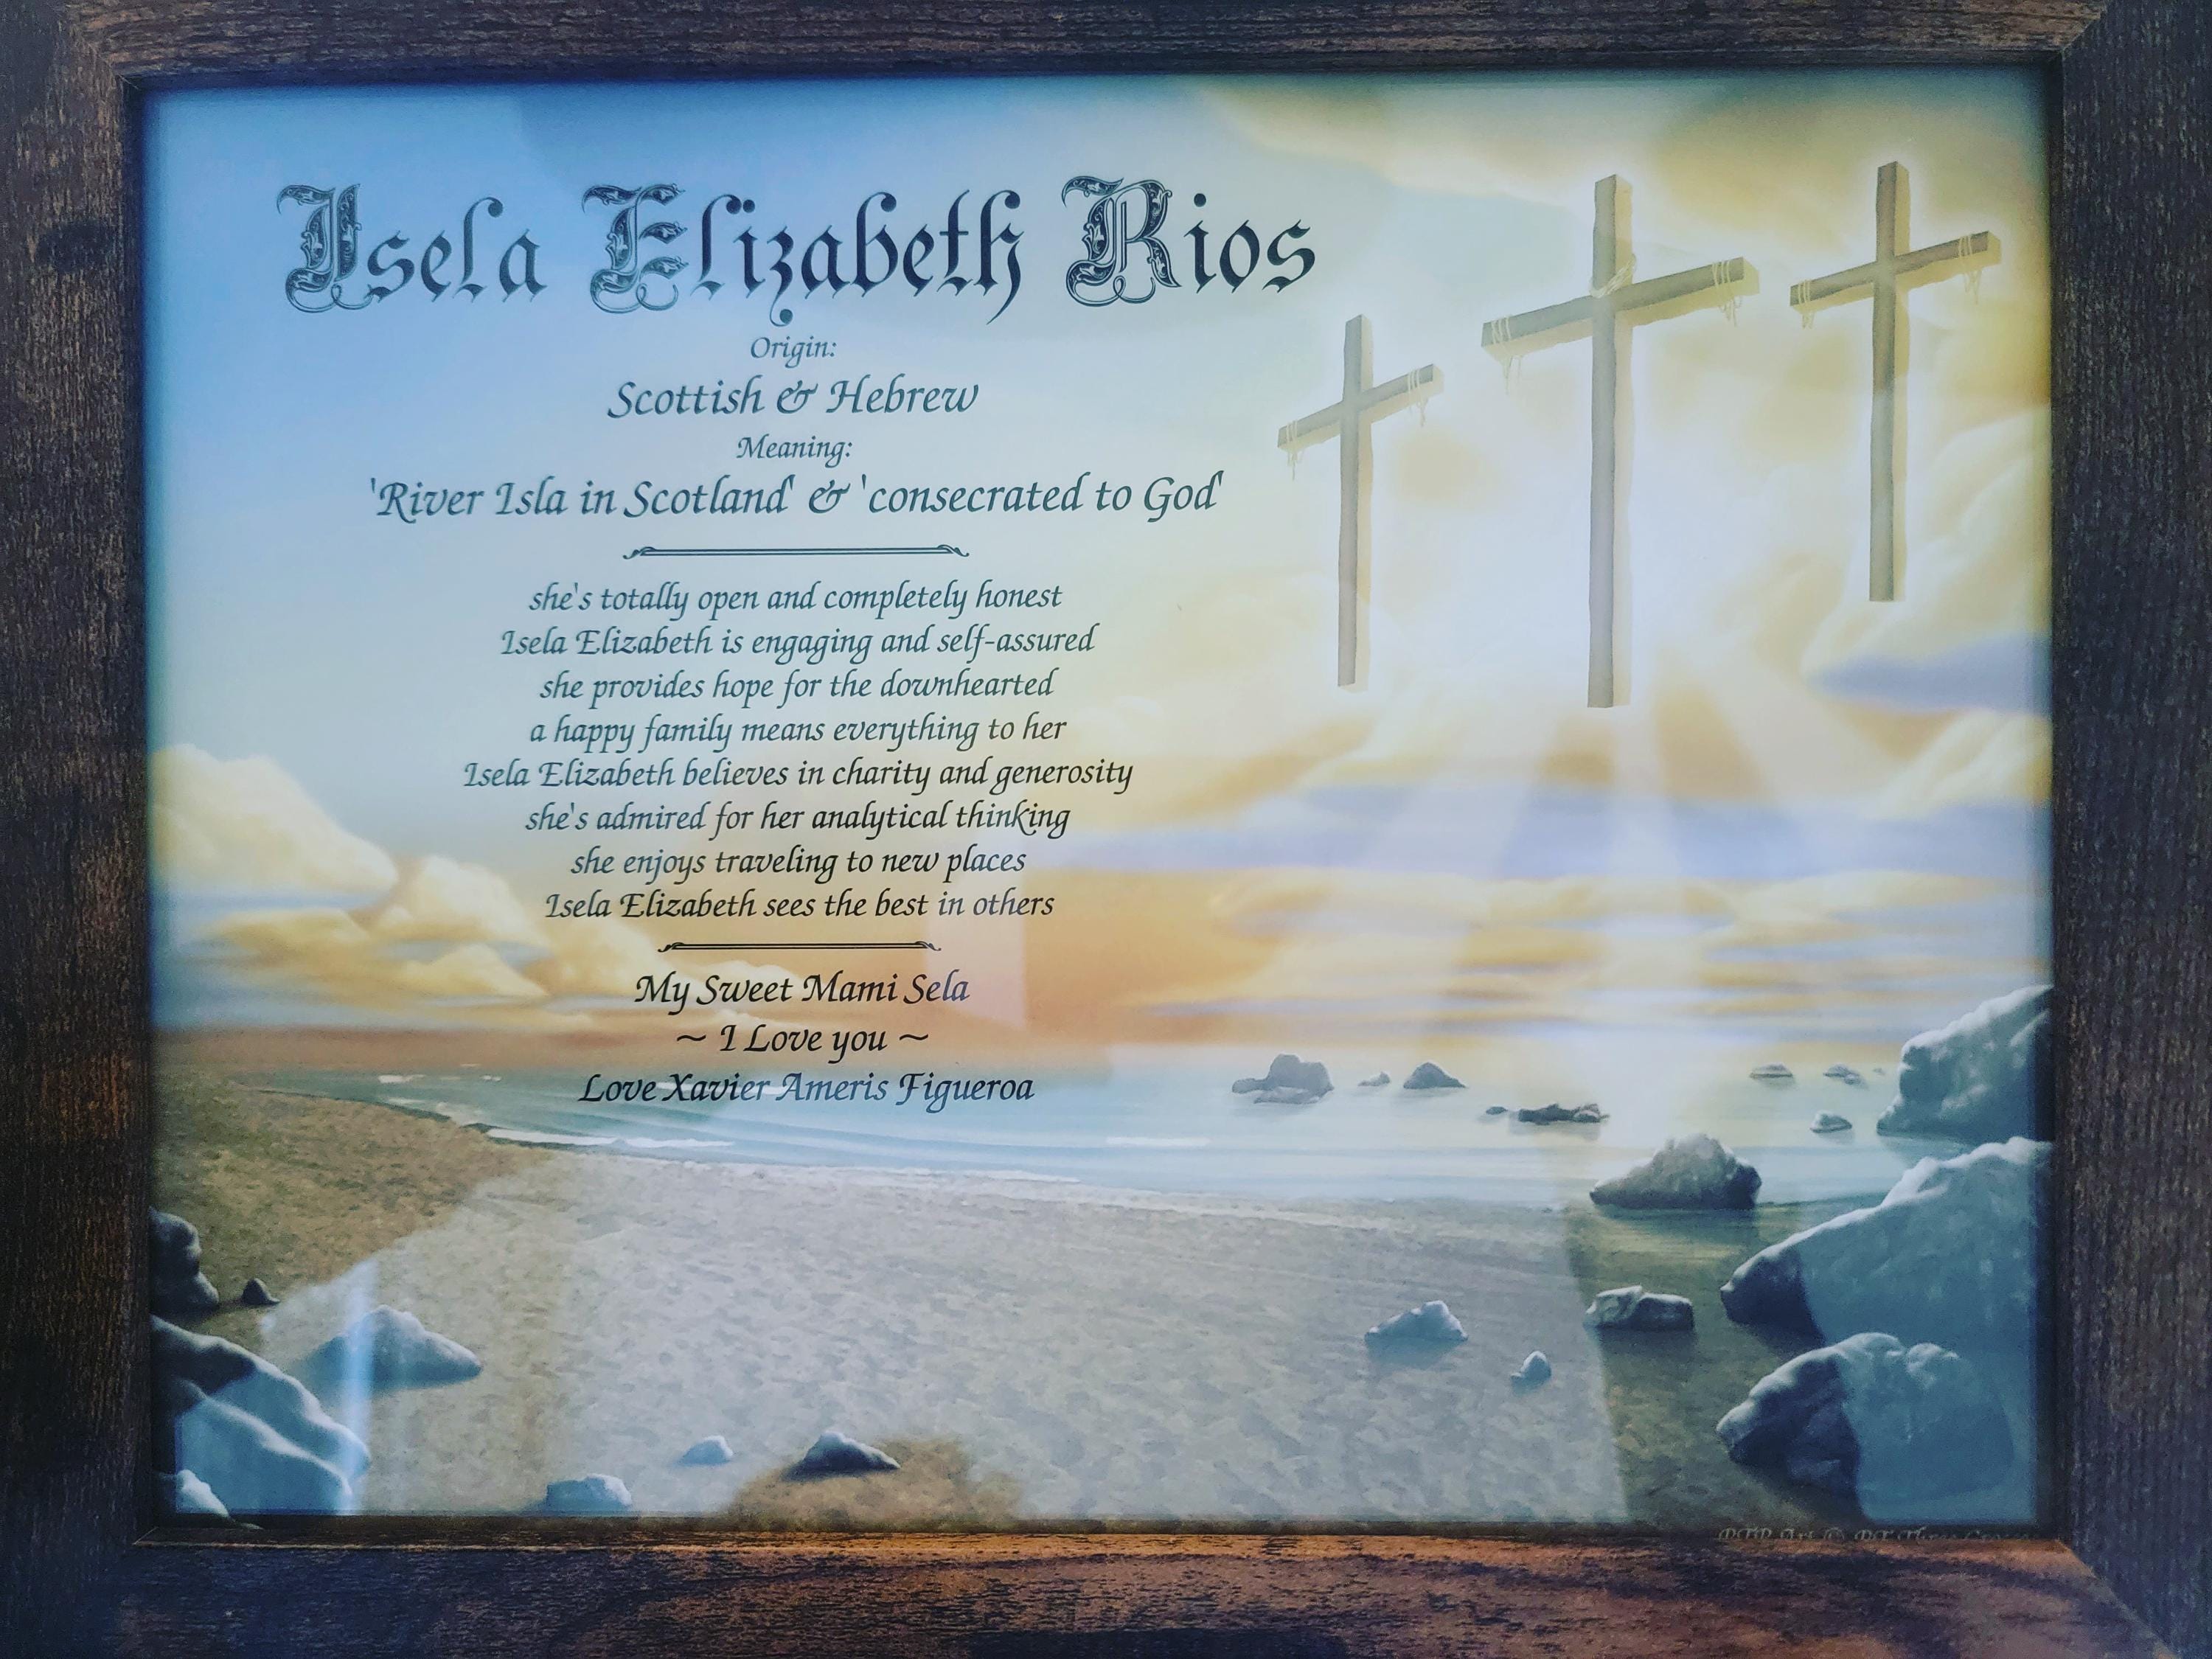 Isela Elizabeth Rios
Origin:
Scottish & Hebrew
Meaning:
'River Isla in Scotland' & 'consecrated to God'
she's totally open and completely honest
Isela Elizabeth is engaging and self-assured
she provides hope for the downhearted
a happy family means everything to her
Isela Elizabeth believes in charity and generosity
she's admired for her analytical thinking
she enjoys traveling to new places
Isela Elizabeth sees the best in others
My Sweet Mami Sela
~ I Love you ~
Love Xavier Ameris Figueroa
Art © Three